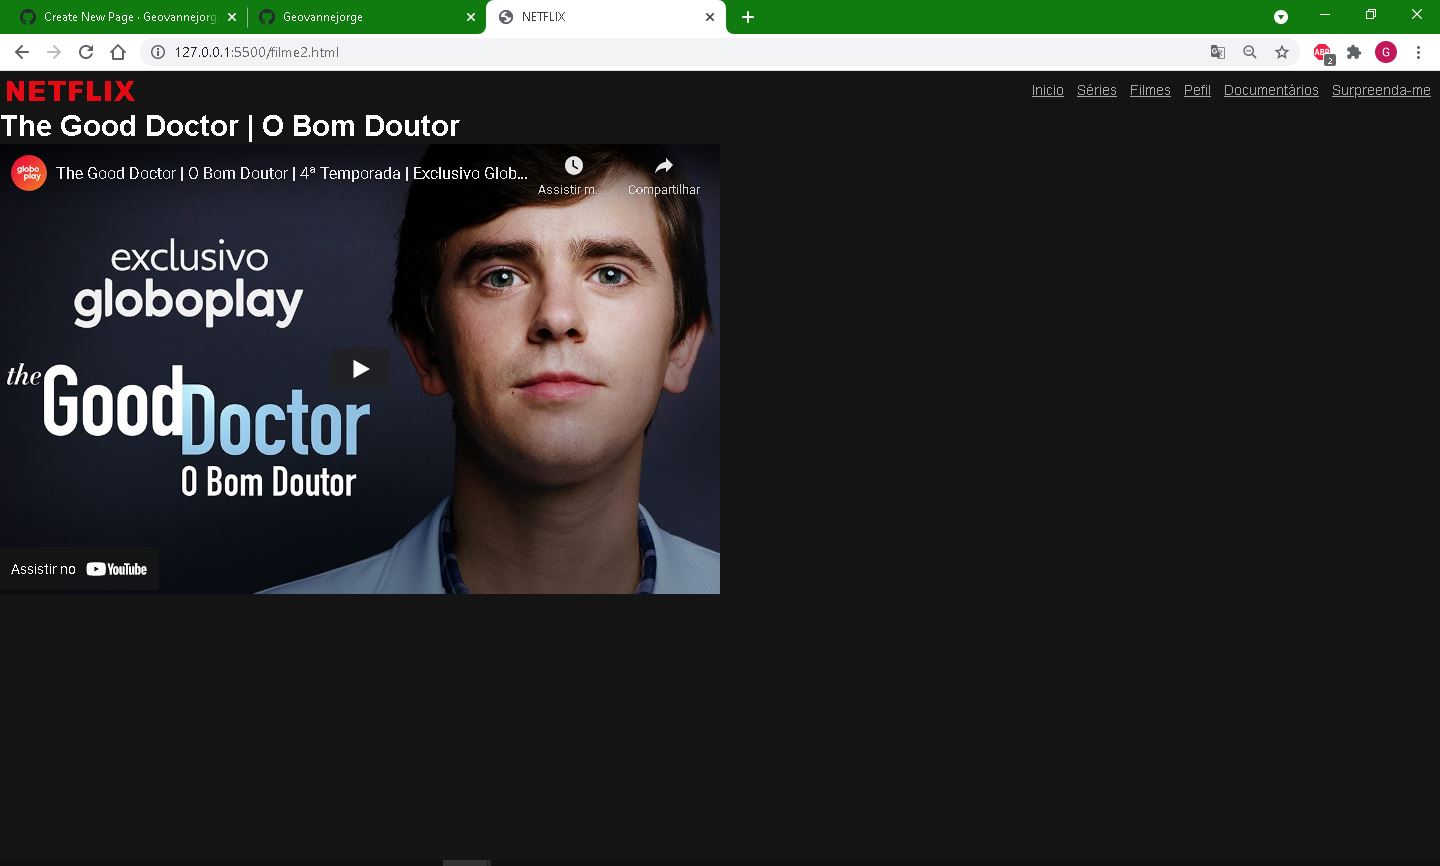 Create New Page · Geovannejorg
Geovannejorge
NETFLIX
127.0.0.1:5500/filme2.html
ABP
2
G
NETFLIX
Inicio Séries Filmes Pefil Documentários Surpreenda-me
The Good Doctor | O Bom Doutor
globo
play
The Good Doctor | O Bom Doutor | 4ª Temporada | Exclusivo Glob...
Assistir m...
Compartilhar
exclusivo
globoplay
the
Good
Doctor
O Bom Doutor
Assistir no YouTube